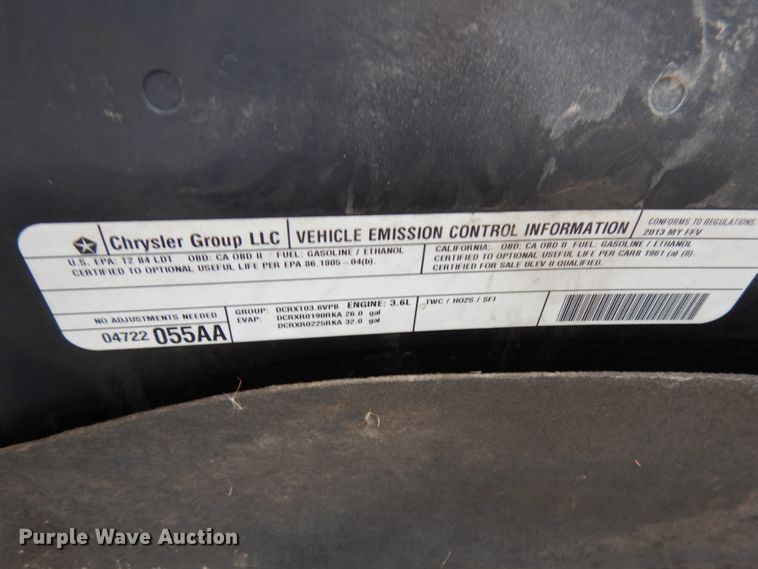 Chrysler Group LLC
VEHICLE EMISSION CONTROL INFORMATION
CONFORMS TO REGULATIONS:
2013 MY FFV
U.S. EPA: T2 B4 LDT OBD: CA OBD II FUEL: GASOLINE / ETHANOL
CERTIFIED TO OPTIONAL USEFUL LIFE PER EPA 86.1805-04(b).
CALIFORNIA: OBD: CA OBD II FUEL: GASOLINE / ETHANOL
CERTIFIED TO OPTIONAL USEFUL LIFE PER CARB 1961 (a) (8).
CERTIFIED FOR SALE ULEV II QUALIFIED.
NO ADJUSTMENTS NEEDED
04722 055AA
GROUP: DCRXT03.6VP8 ENGINE: 3.6L
EVAP: DCRXR0190RKA 26.0 gal
DCRXR0225RKA 32.0 gal
TWC / HO2S / SFI
Purple Wave Auction